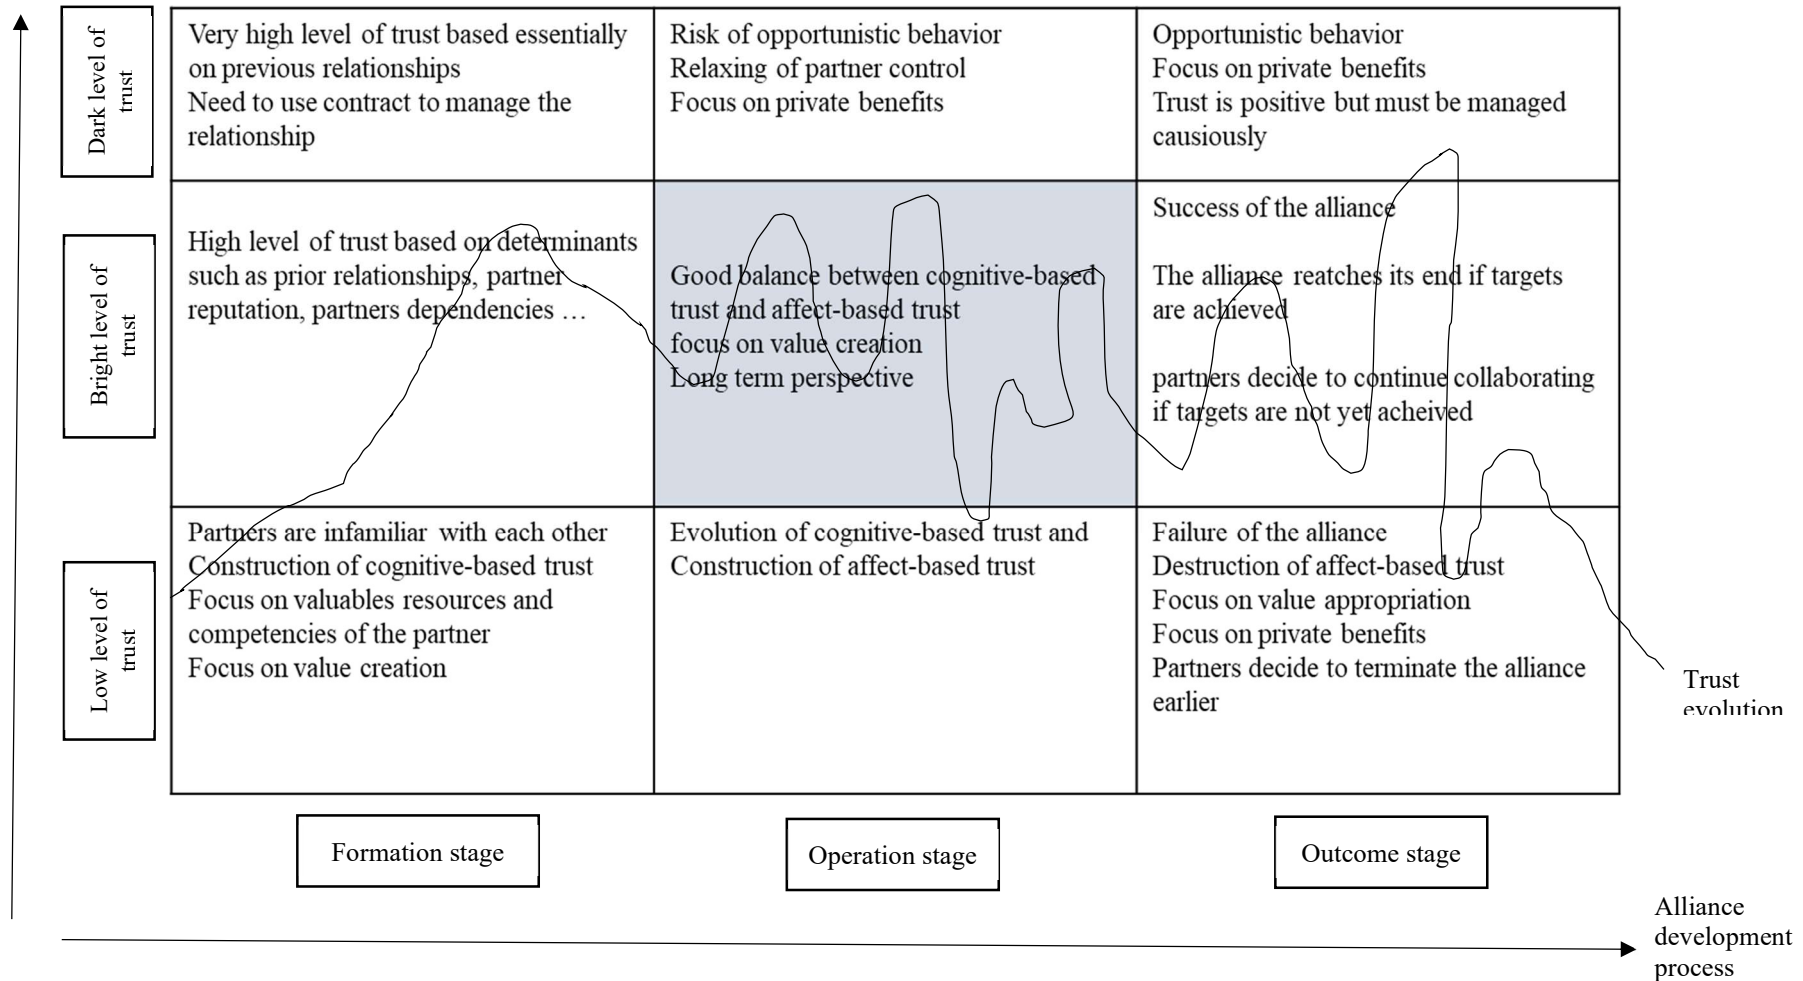 Dark level of
trust
Very high level of trust based essentially
on previous relationships
Need to use contract to manage the
relationship
Risk of opportunistic behavior
Relaxing of partner control
Focus on private benefits
Opportunistic behavior
Focus on private benefits
Trust is positive but must be managed
causiously
Bright level of
trust
High level of trust based on determinants
such as prior relationships, partner
reputation, partners dependencies …
Good balance between cognitive-based
trust and affect-based trust
focus on value creation
Long term perspective
Success of the alliance
The alliance reatches its end if targets
are achieved
partners decide to continue collaborating
if targets are not yet acheived
Low level of
trust
Partners are infamiliar with each other
Construction of cognitive-based trust
Focus on valuables resources and
competencies of the partner
Focus on value creation
Evolution of cognitive-based trust and
Construction of affect-based trust
Failure of the alliance
Destruction of affect-based trust
Focus on value appropriation
Focus on private benefits
Partners decide to terminate the alliance
earlier
Trust
evolution
Formation stage
Operation stage
Outcome stage
Alliance
development
process